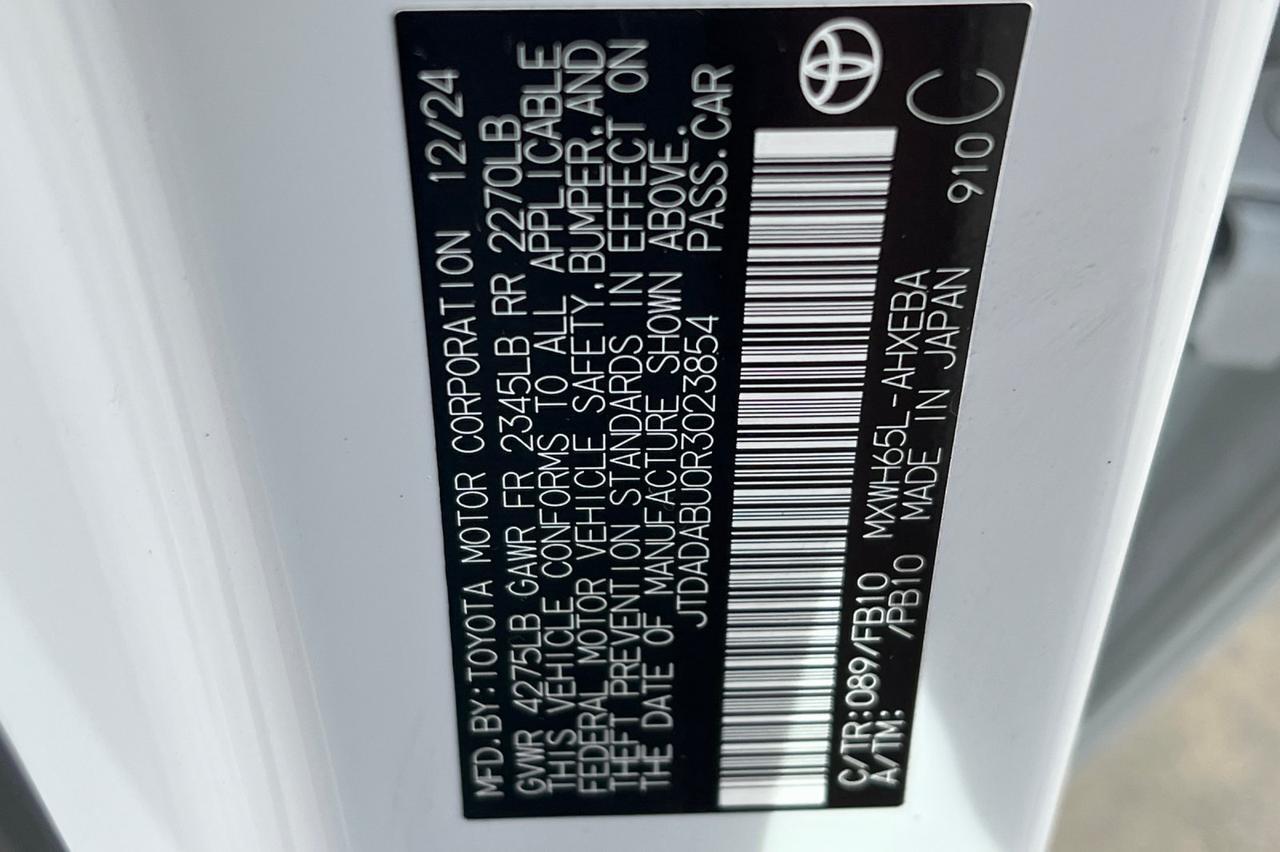 MFD.BY:TOYOTA MOTOR CORPORATION 12/24
GVWR 4275LB GAWR FR 2345LB RR 2270LB
THIS VEHICLE CONFORMS TO ALL APPLICABLE
FEDERAL MOTOR VEHICLE SAFETY,BUMPER,AND
THEFT PREVENTION STANDARDS IN EFFECT ON
THE DATE OF MANUFACTURE SHOWN ABOVE.
JTDADABU0R3023854 PASS.CAR
C/TR:089/FB10 MXWH65L-AHXEBA
A/TM: /PB10 MADE IN JAPAN 910 C